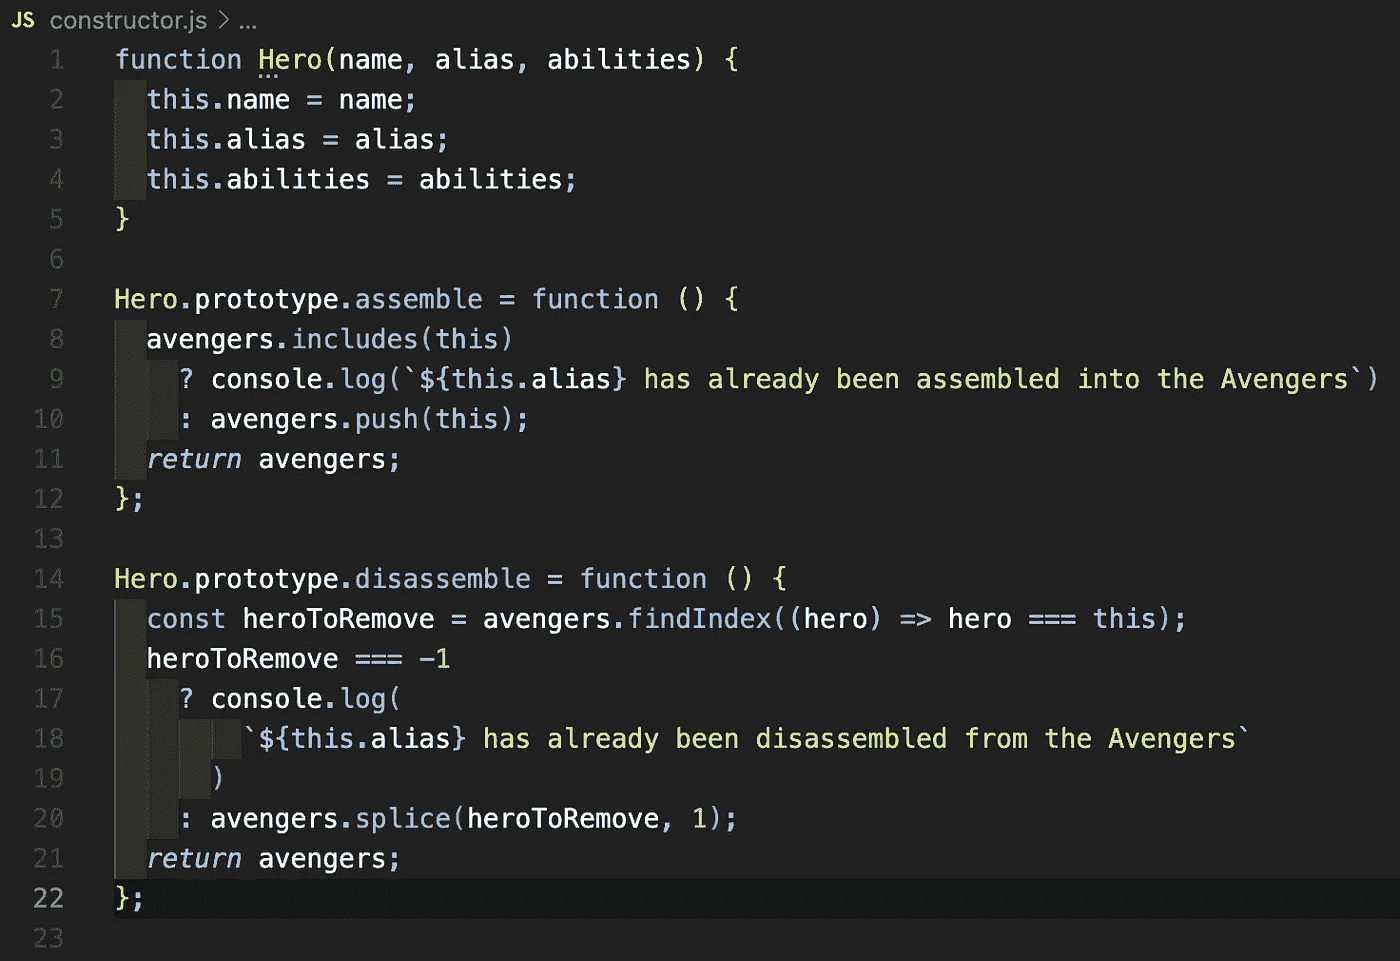 JS constructor.js > ...
1 function Hero(name, alias, abilities) {
2   this.name = name;
3   this.alias = alias;
4   this.abilities = abilities;
5 }
6
7 Hero.prototype.assemble = function () {
8   avengers.includes(this)
9     ? console.log(`${this.alias} has already been assembled into the Avengers`)
10     : avengers.push(this);
11   return avengers;
12 };
13
14 Hero.prototype.disassemble = function () {
15   const heroToRemove = avengers.findIndex((hero) => hero === this);
16   heroToRemove === -1
17     ? console.log(
18         `${this.alias} has already been disassembled from the Avengers`
19       )
20     : avengers.splice(heroToRemove, 1);
21   return avengers;
22 };
23